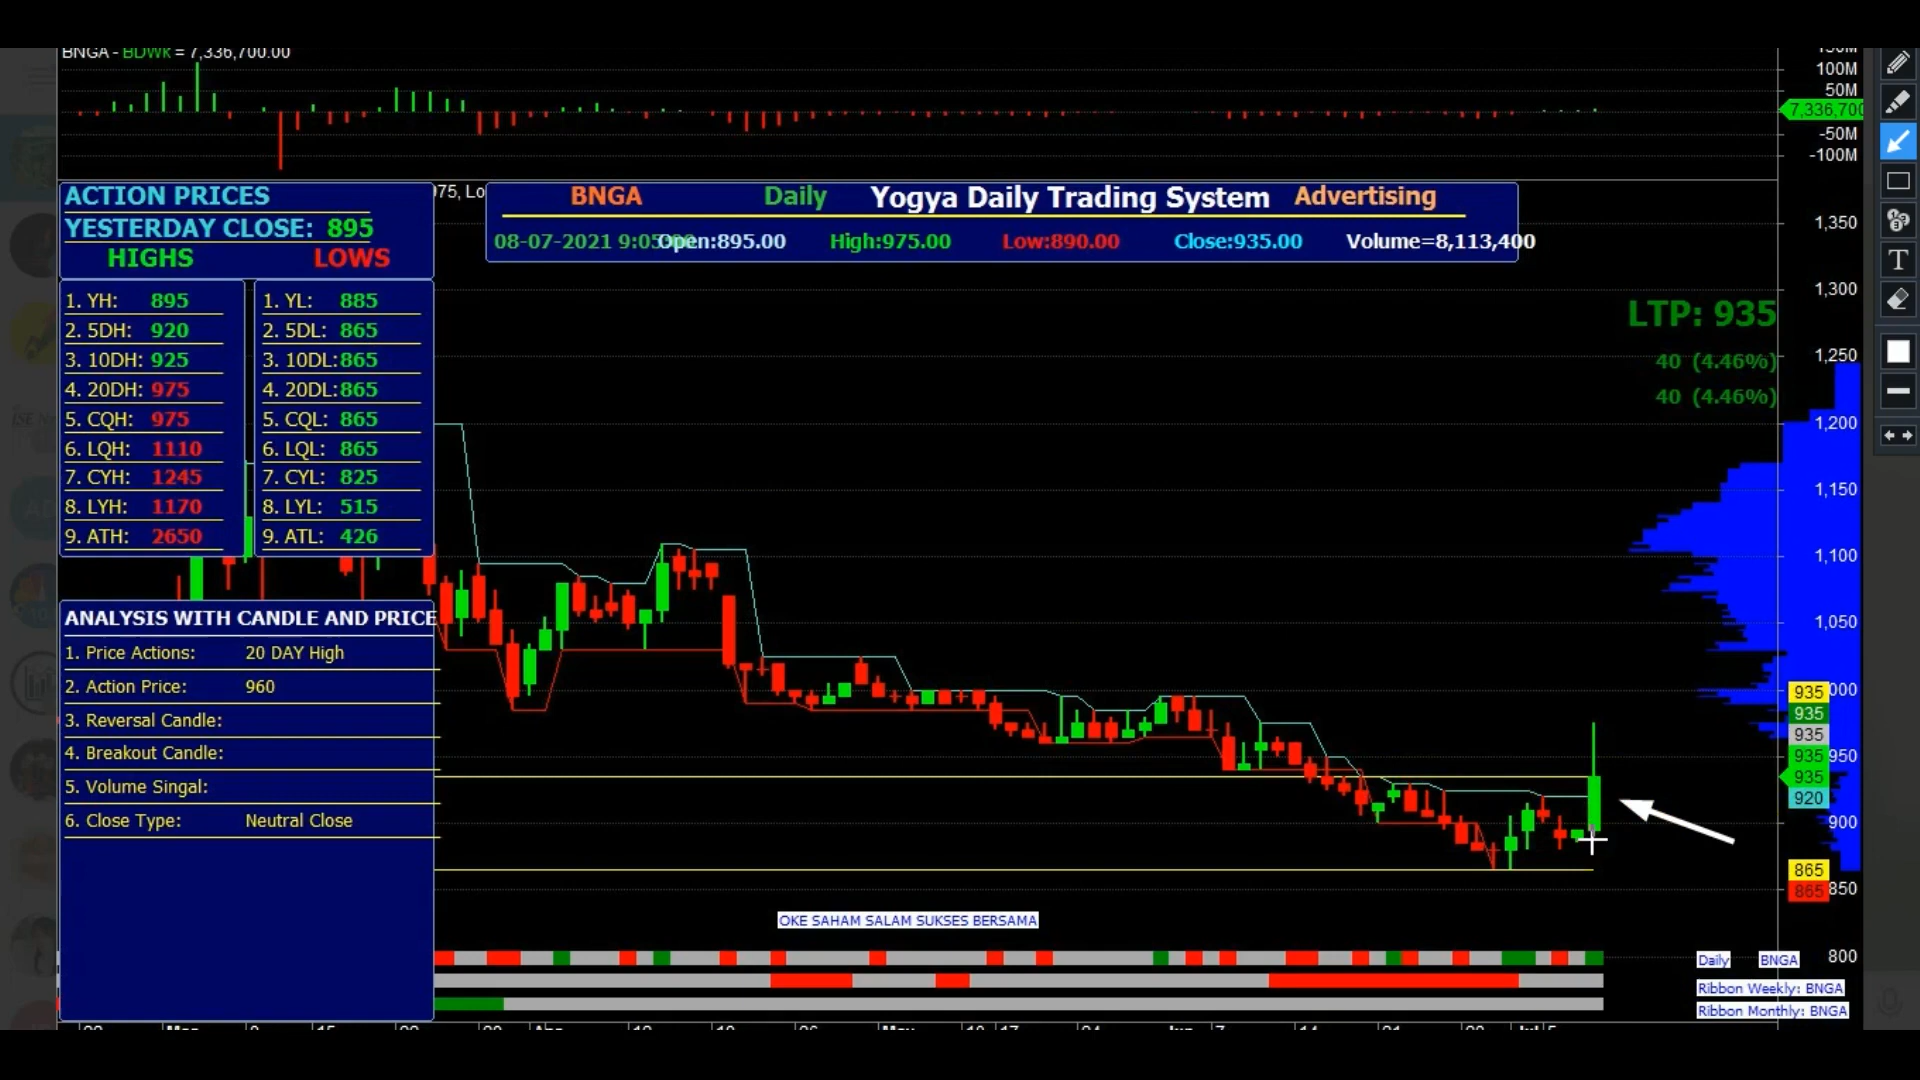 BNGA - BDWk = 7,336,700.00
100M
50M
7,336,700
-50M
-100M
ACTION PRICES
YESTERDAY CLOSE: 895
HIGHS LOWS
1. YH: 895
2. 5DH: 920
3. 10DH: 925
4. 20DH: 975
5. CQH: 975
6. LQH: 1110
7. CYH: 1245
8. LYH: 1170
9. ATH: 2650
1. YL: 885
2. 5DL: 865
3. 10DL:865
4. 20DL:865
5. CQL: 865
6. LQL: 865
7. CYL: 825
8. LYL: 515
9. ATL: 426
75, Lo
BNGA Daily Yogya Daily Trading System Advertising
08-07-2021 9:05 Open:895.00 High:975.00 Low:890.00 Close:935.00 Volume=8,113,400
LTP: 935
40 (4.46%)
40 (4.46%)
1,350
1,300
1,250
1,200
1,150
1,100
1,050
935 000
935
935
935 950
935
920
900
865
865 850
800
ANALYSIS WITH CANDLE AND PRICE
1. Price Actions: 20 DAY High
2. Action Price: 960
3. Reversal Candle:
4. Breakout Candle:
5. Volume Singal:
6. Close Type: Neutral Close
OKE SAHAM SALAM SUKSES BERSAMA
Daily BNGA
Ribbon Weekly: BNGA
Ribbon Monthly: BNGA
T